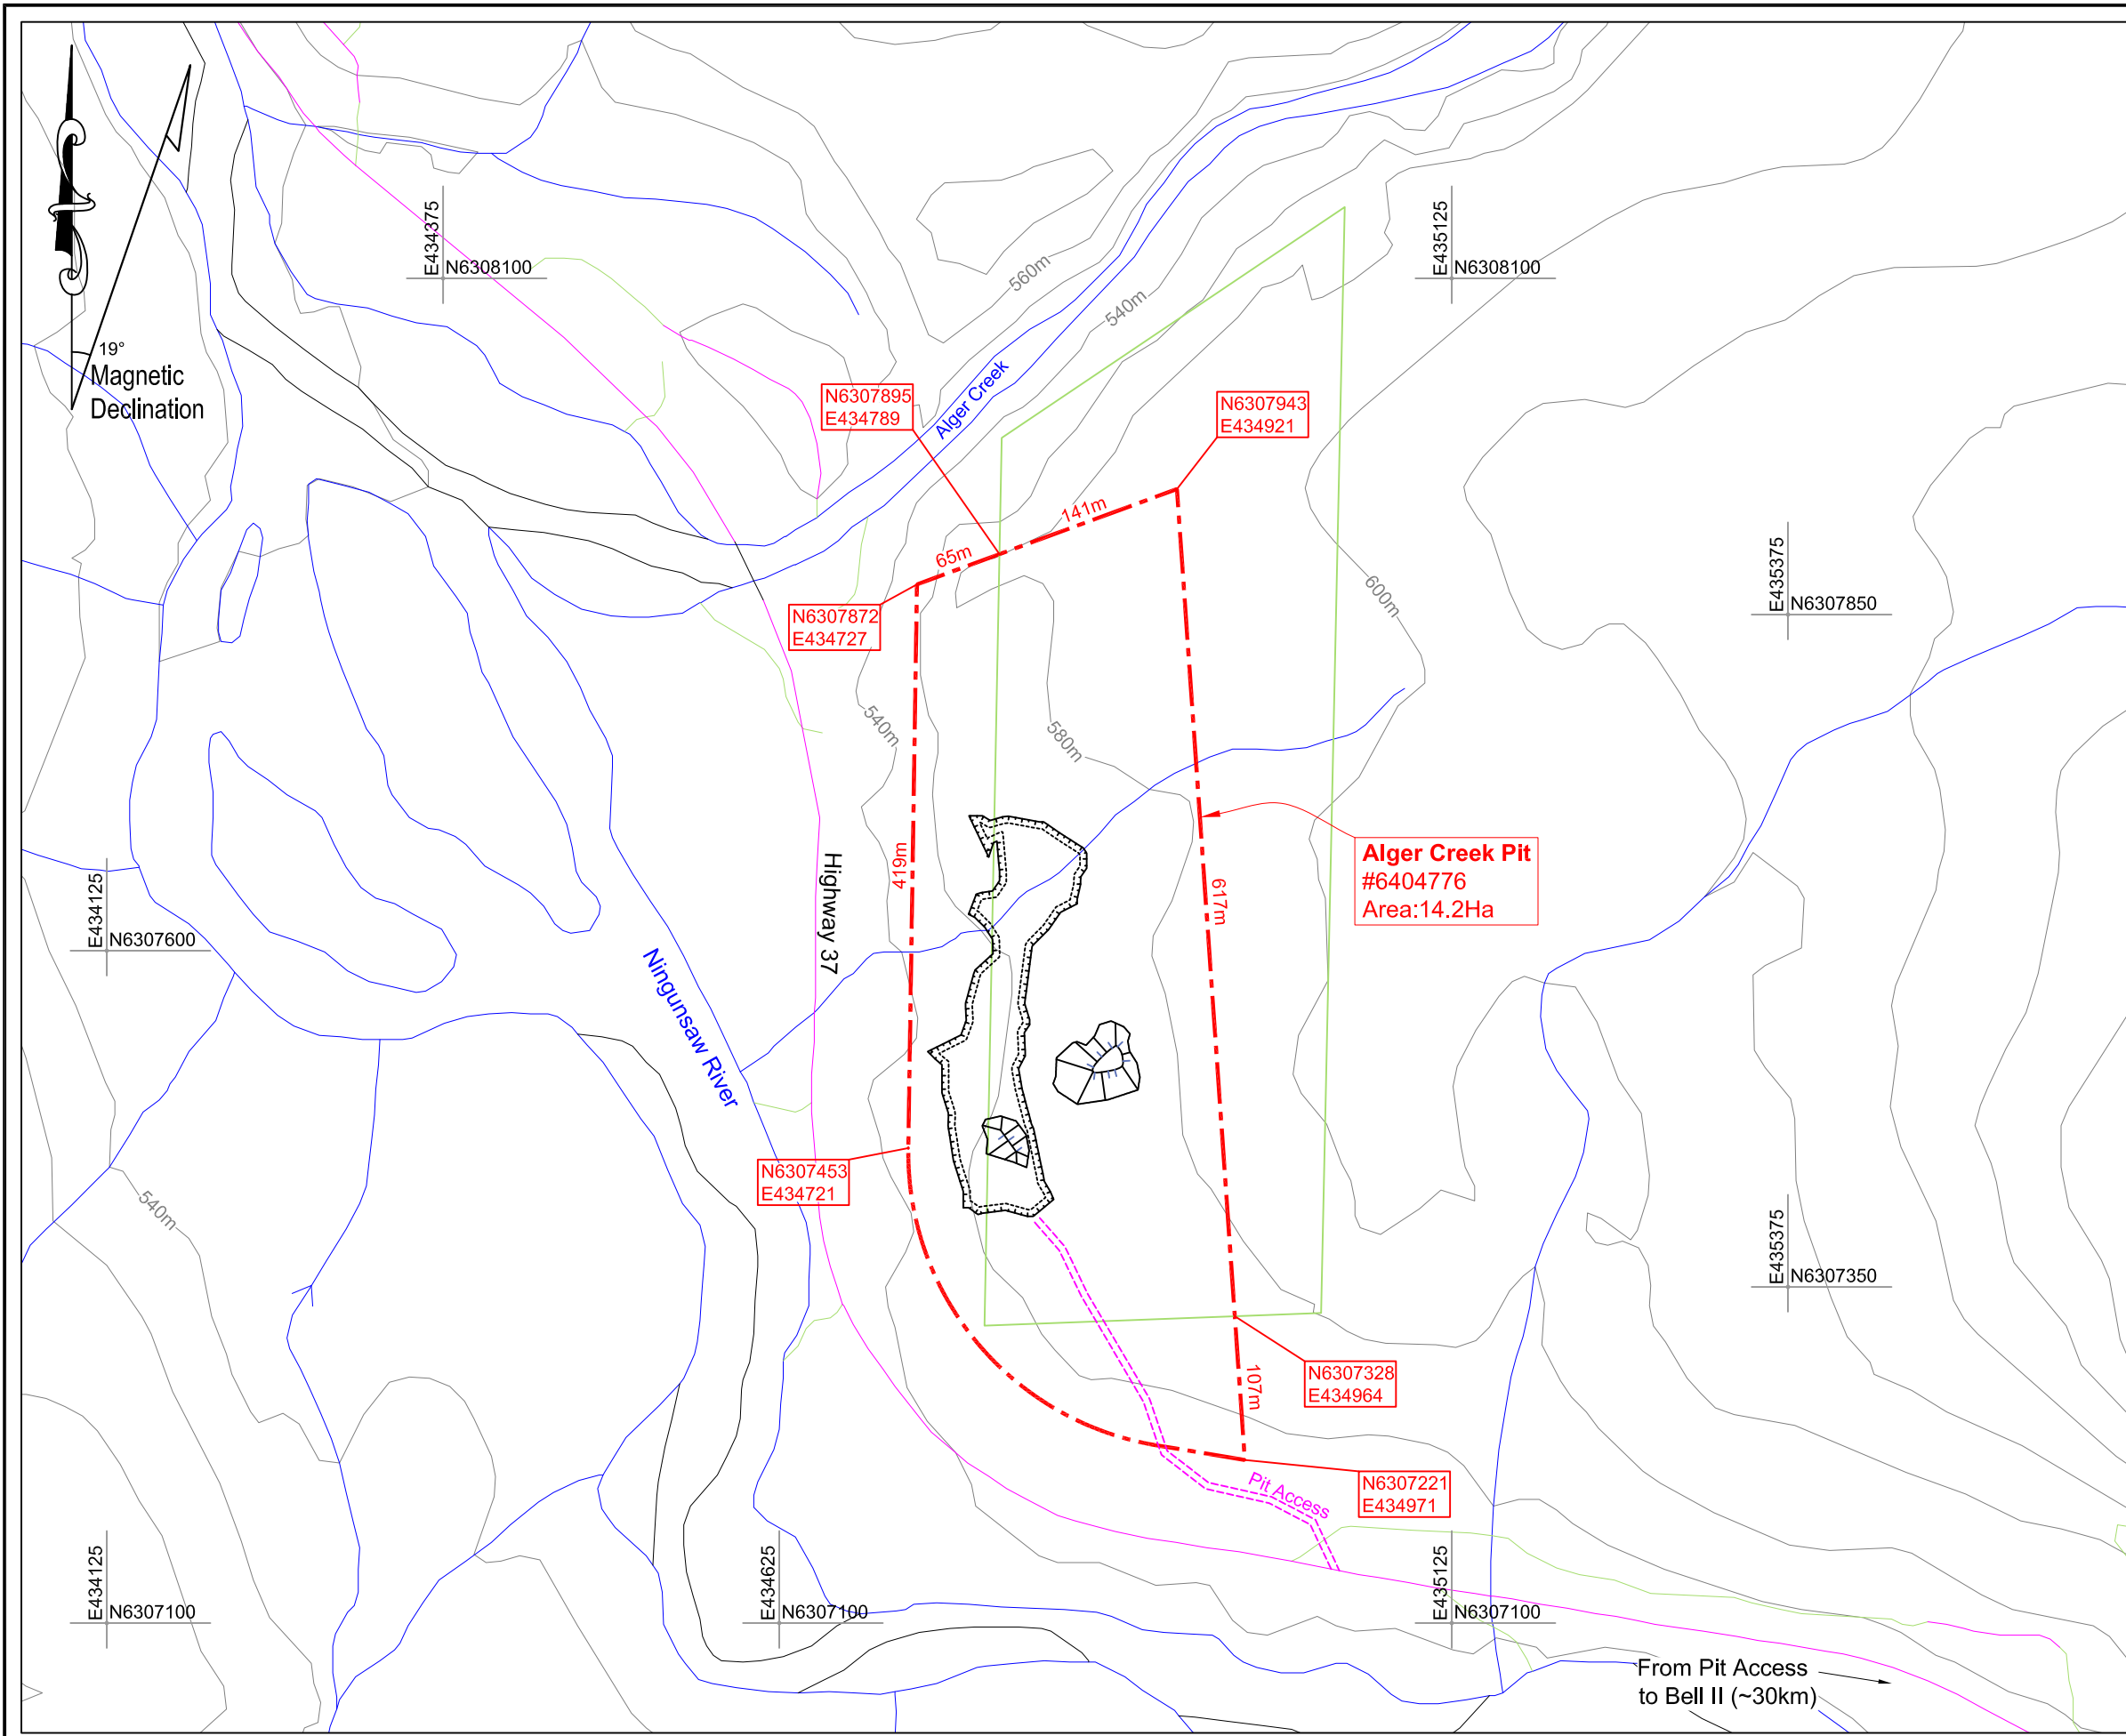 19°
Magnetic
Declination
E434375
N6308100
E435125
N6308100
560m
540m
Alger Creek
N6307895
E434789
N6307943
E434921
141m
65m
N6307872
E434727
600m
E435375
N6307850
540m
580m
419m
Highway 37
617m
Alger Creek Pit
#6404776
Area:14.2Ha
E434125
N6307600
Ningunsaw River
N6307453
E434721
540m
E435375
N6307350
107m
N6307328
E434964
Pit Access
N6307221
E434971
E434125
N6307100
E434625
N6307100
E435125
N6307100
From Pit Access
to Bell II (~30km)